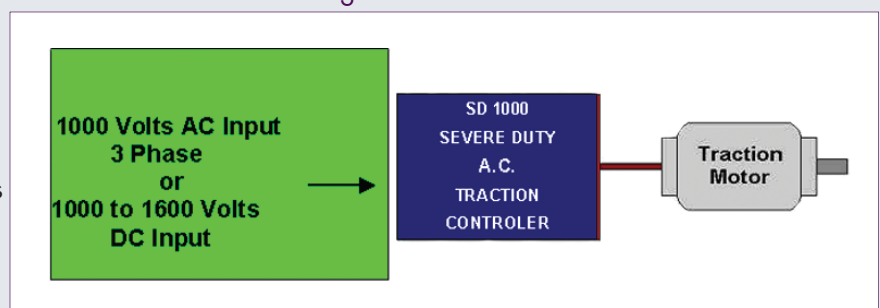 1000 Volts AC Input
3 Phase
or
1000 to 1600 Volts
DC Input
SD 1000
SEVERE DUTY
A.C.
TRACTION
CONTROLER
Traction
Motor